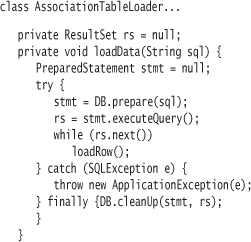 class AssociationTableLoader...
private ResultSet rs = null;
private void loadData(String sql) {
PreparedStatement stmt = null;
try {
stmt = DB.prepare(sql);
rs = stmt.executeQuery();
while (rs.next())
loadRow();
} catch (SQLException e) {
throw new ApplicationException(e);
} finally {DB.cleanUp(stmt, rs);
}
}